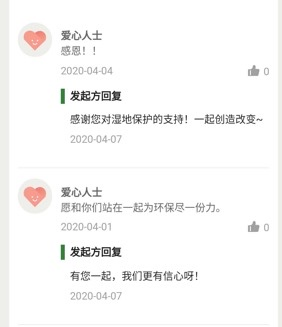 爱心人士
感恩！！
2020-04-04
0
发起方回复
感谢您对湿地保护的支持！一起创造改变~
2020-04-07
爱心人士
愿和你们站在一起为环保尽一份力。
2020-04-01
0
发起方回复
有您一起，我们更有信心呀！
2020-04-07